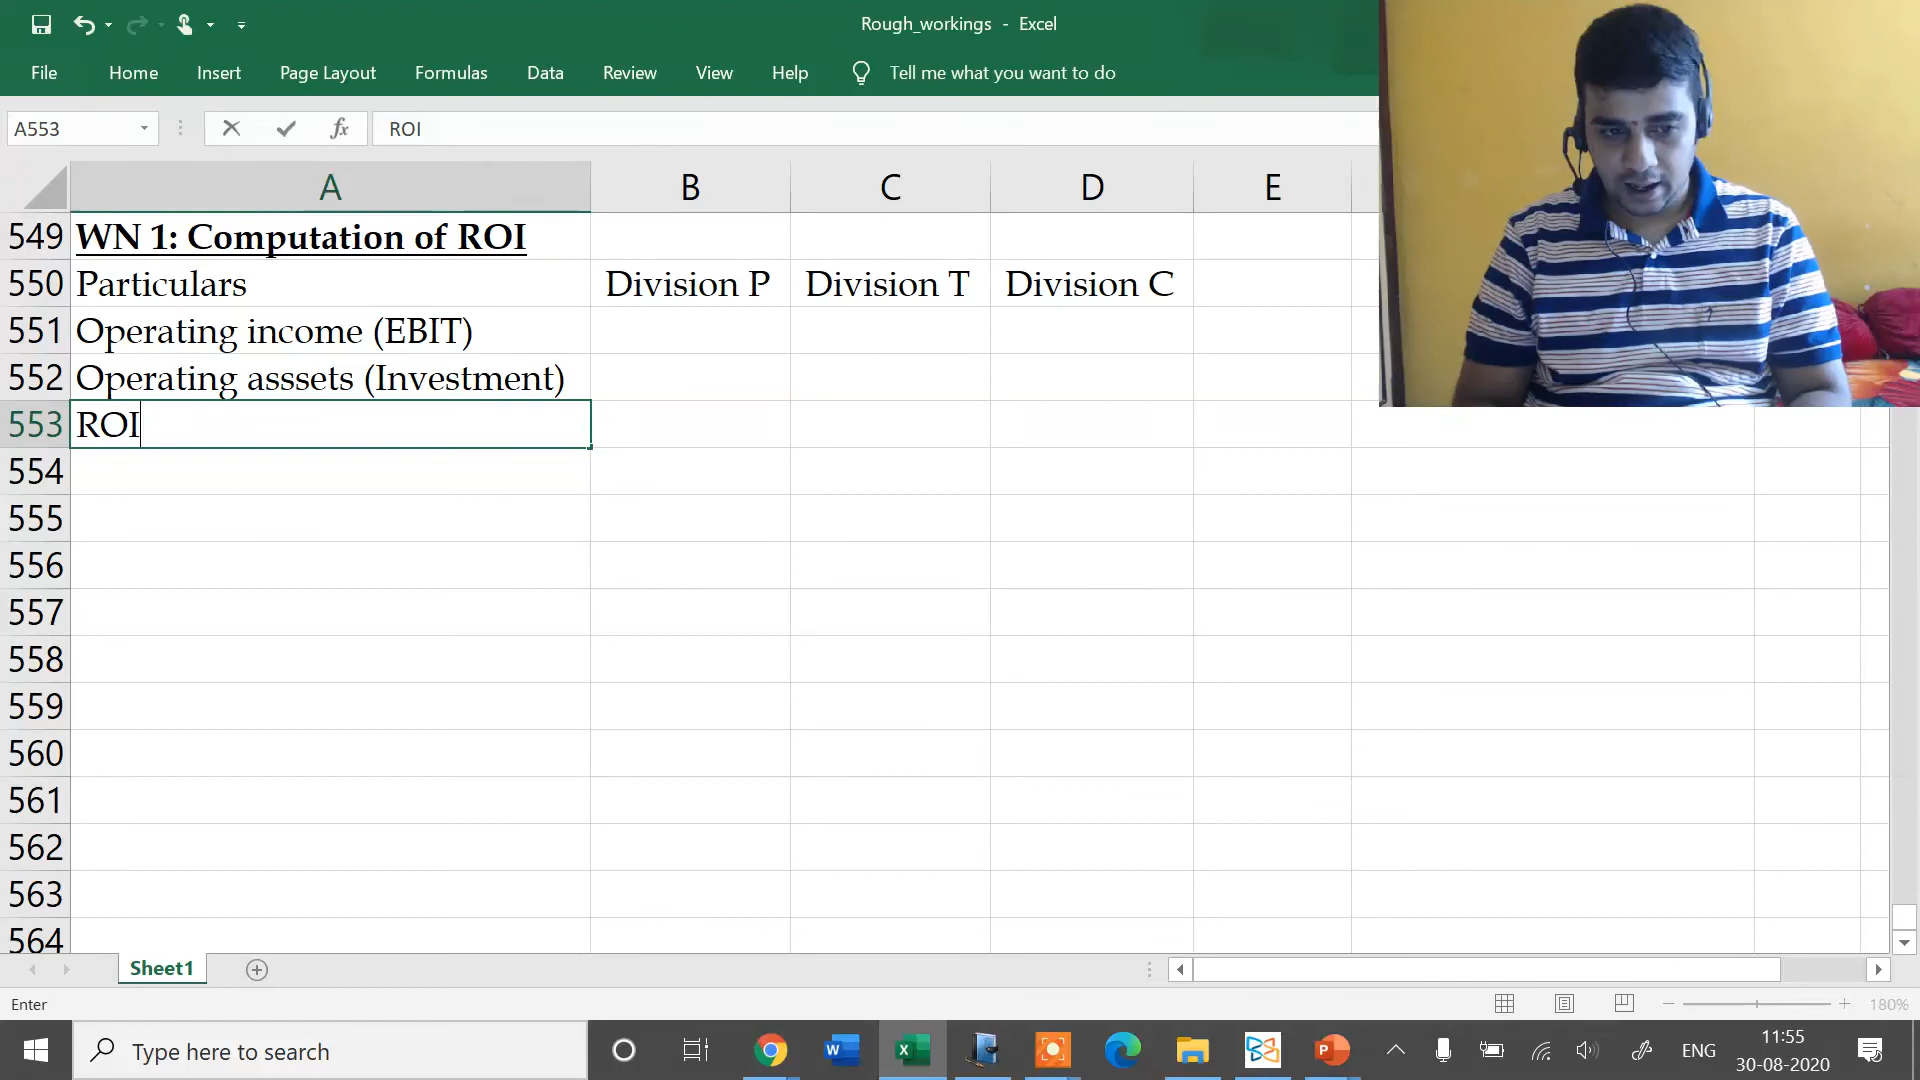 Rough_workings - Excel
File Home Insert Page Layout Formulas Data Review View Help Tell me what you want to do
A553 fx ROI
A B C D E
549 WN 1: Computation of ROI
550 Particulars Division P Division T Division C
551 Operating income (EBIT)
552 Operating asssets (Investment)
553 ROI
554
555
556
557
558
559
560
561
562
563
564
Sheet1
Enter 180%
Type here to search ENG 11:55
30-08-2020